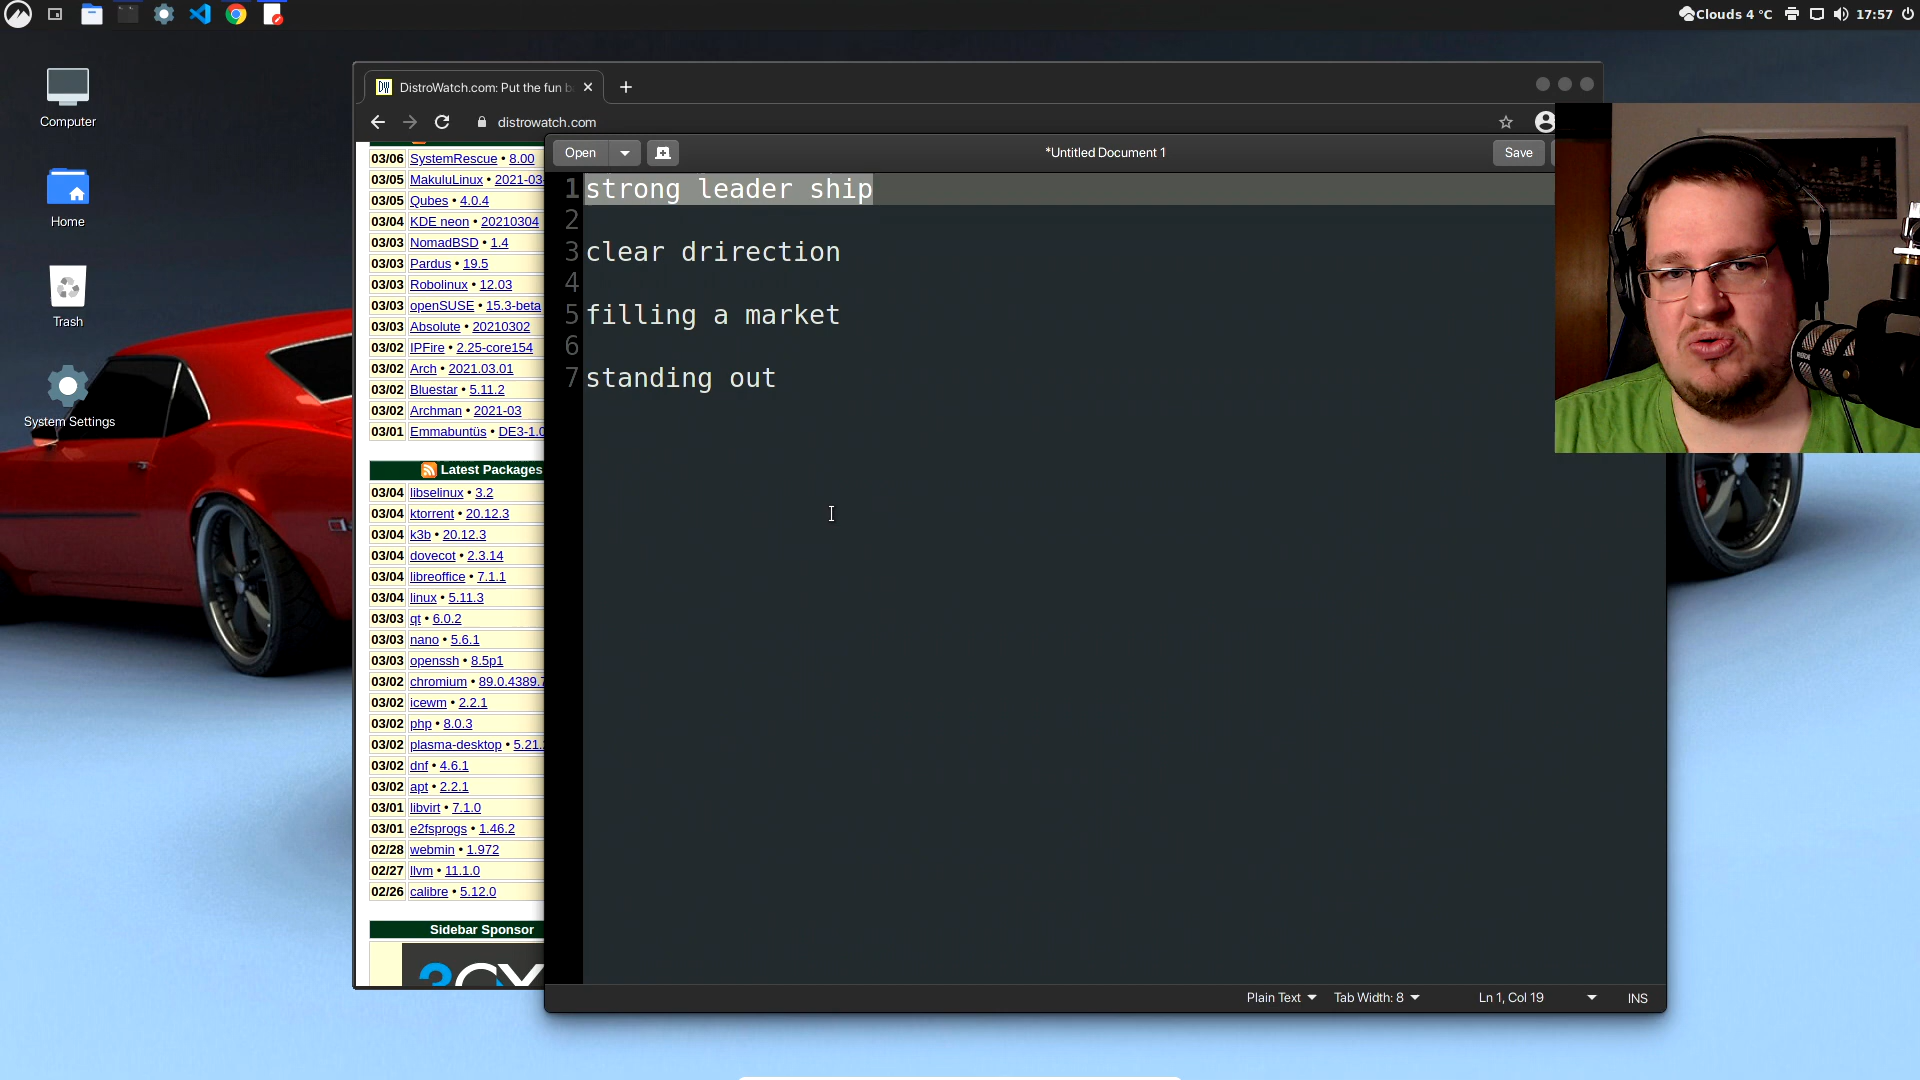 Clouds 4 °C
17:57
Computer
Home
Trash
System Settings
DW DistroWatch.com: Put the fun b
distrowatch.com
Open
*Untitled Document 1
Save
1 strong leader ship
2
3 clear drirection
4
5 filling a market
6
7 standing out
03/06 SystemRescue • 8.00
03/05 MakuluLinux • 2021-03-
03/05 Qubes • 4.0.4
03/04 KDE neon • 20210304
03/03 NomadBSD • 1.4
03/03 Pardus • 19.5
03/03 Robolinux • 12.03
03/03 openSUSE • 15.3-beta
03/03 Absolute • 20210302
03/02 IPFire • 2.25-core154
03/02 Arch • 2021.03.01
03/02 Bluestar • 5.11.2
03/02 Archman • 2021-03
03/01 Emmabuntüs • DE3-1.0
Latest Packages
03/04 libselinux • 3.2
03/04 ktorrent • 20.12.3
03/04 k3b • 20.12.3
03/04 dovecot • 2.3.14
03/04 libreoffice • 7.1.1
03/04 linux • 5.11.3
03/03 qt • 6.0.2
03/03 nano • 5.6.1
03/03 openssh • 8.5p1
03/02 chromium • 89.0.4389.7
03/02 icewm • 2.2.1
03/02 php • 8.0.3
03/02 plasma-desktop • 5.21.
03/02 dnf • 4.6.1
03/02 apt • 2.2.1
03/01 libvirt • 7.1.0
03/01 e2fsprogs • 1.46.2
02/28 webmin • 1.972
02/27 llvm • 11.1.0
02/26 calibre • 5.12.0
Sidebar Sponsor
3CX
Plain Text
Tab Width: 8
Ln 1, Col 19
INS